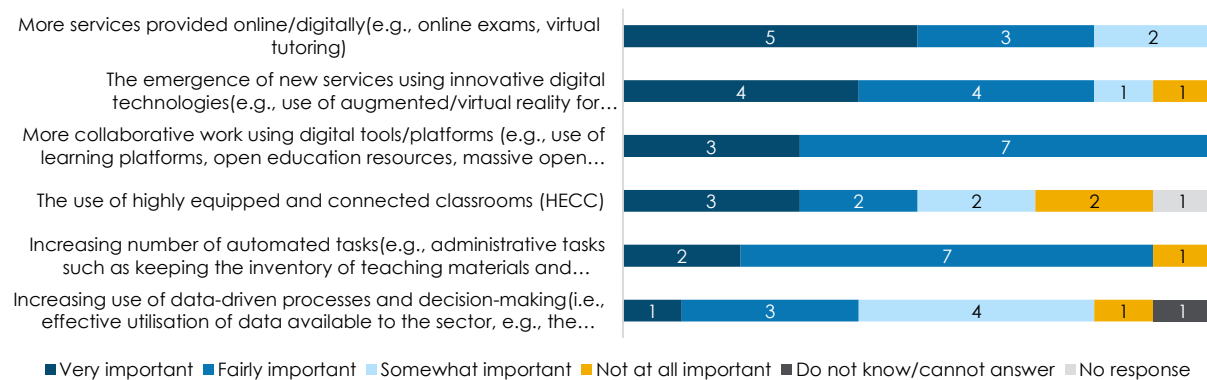 More services provided online/digitally(e.g., online exams, virtual
tutoring)
5 3 2
The emergence of new services using innovative digital
technologies(e.g., use of augmented/virtual reality for...
4 4 1 1
More collaborative work using digital tools/platforms (e.g., use of
learning platforms, open education resources, massive open...
3 7
The use of highly equipped and connected classrooms (HECC)
3 2 2 2 1
Increasing number of automated tasks(e.g., administrative tasks
such as keeping the inventory of teaching materials and...
2 7 1
Increasing use of data-driven processes and decision-making(i.e.,
effective utilisation of data available to the sector, e.g., the...
1 3 4 1 1
Very important Fairly important Somewhat important Not at all important Do not know/cannot answer No response